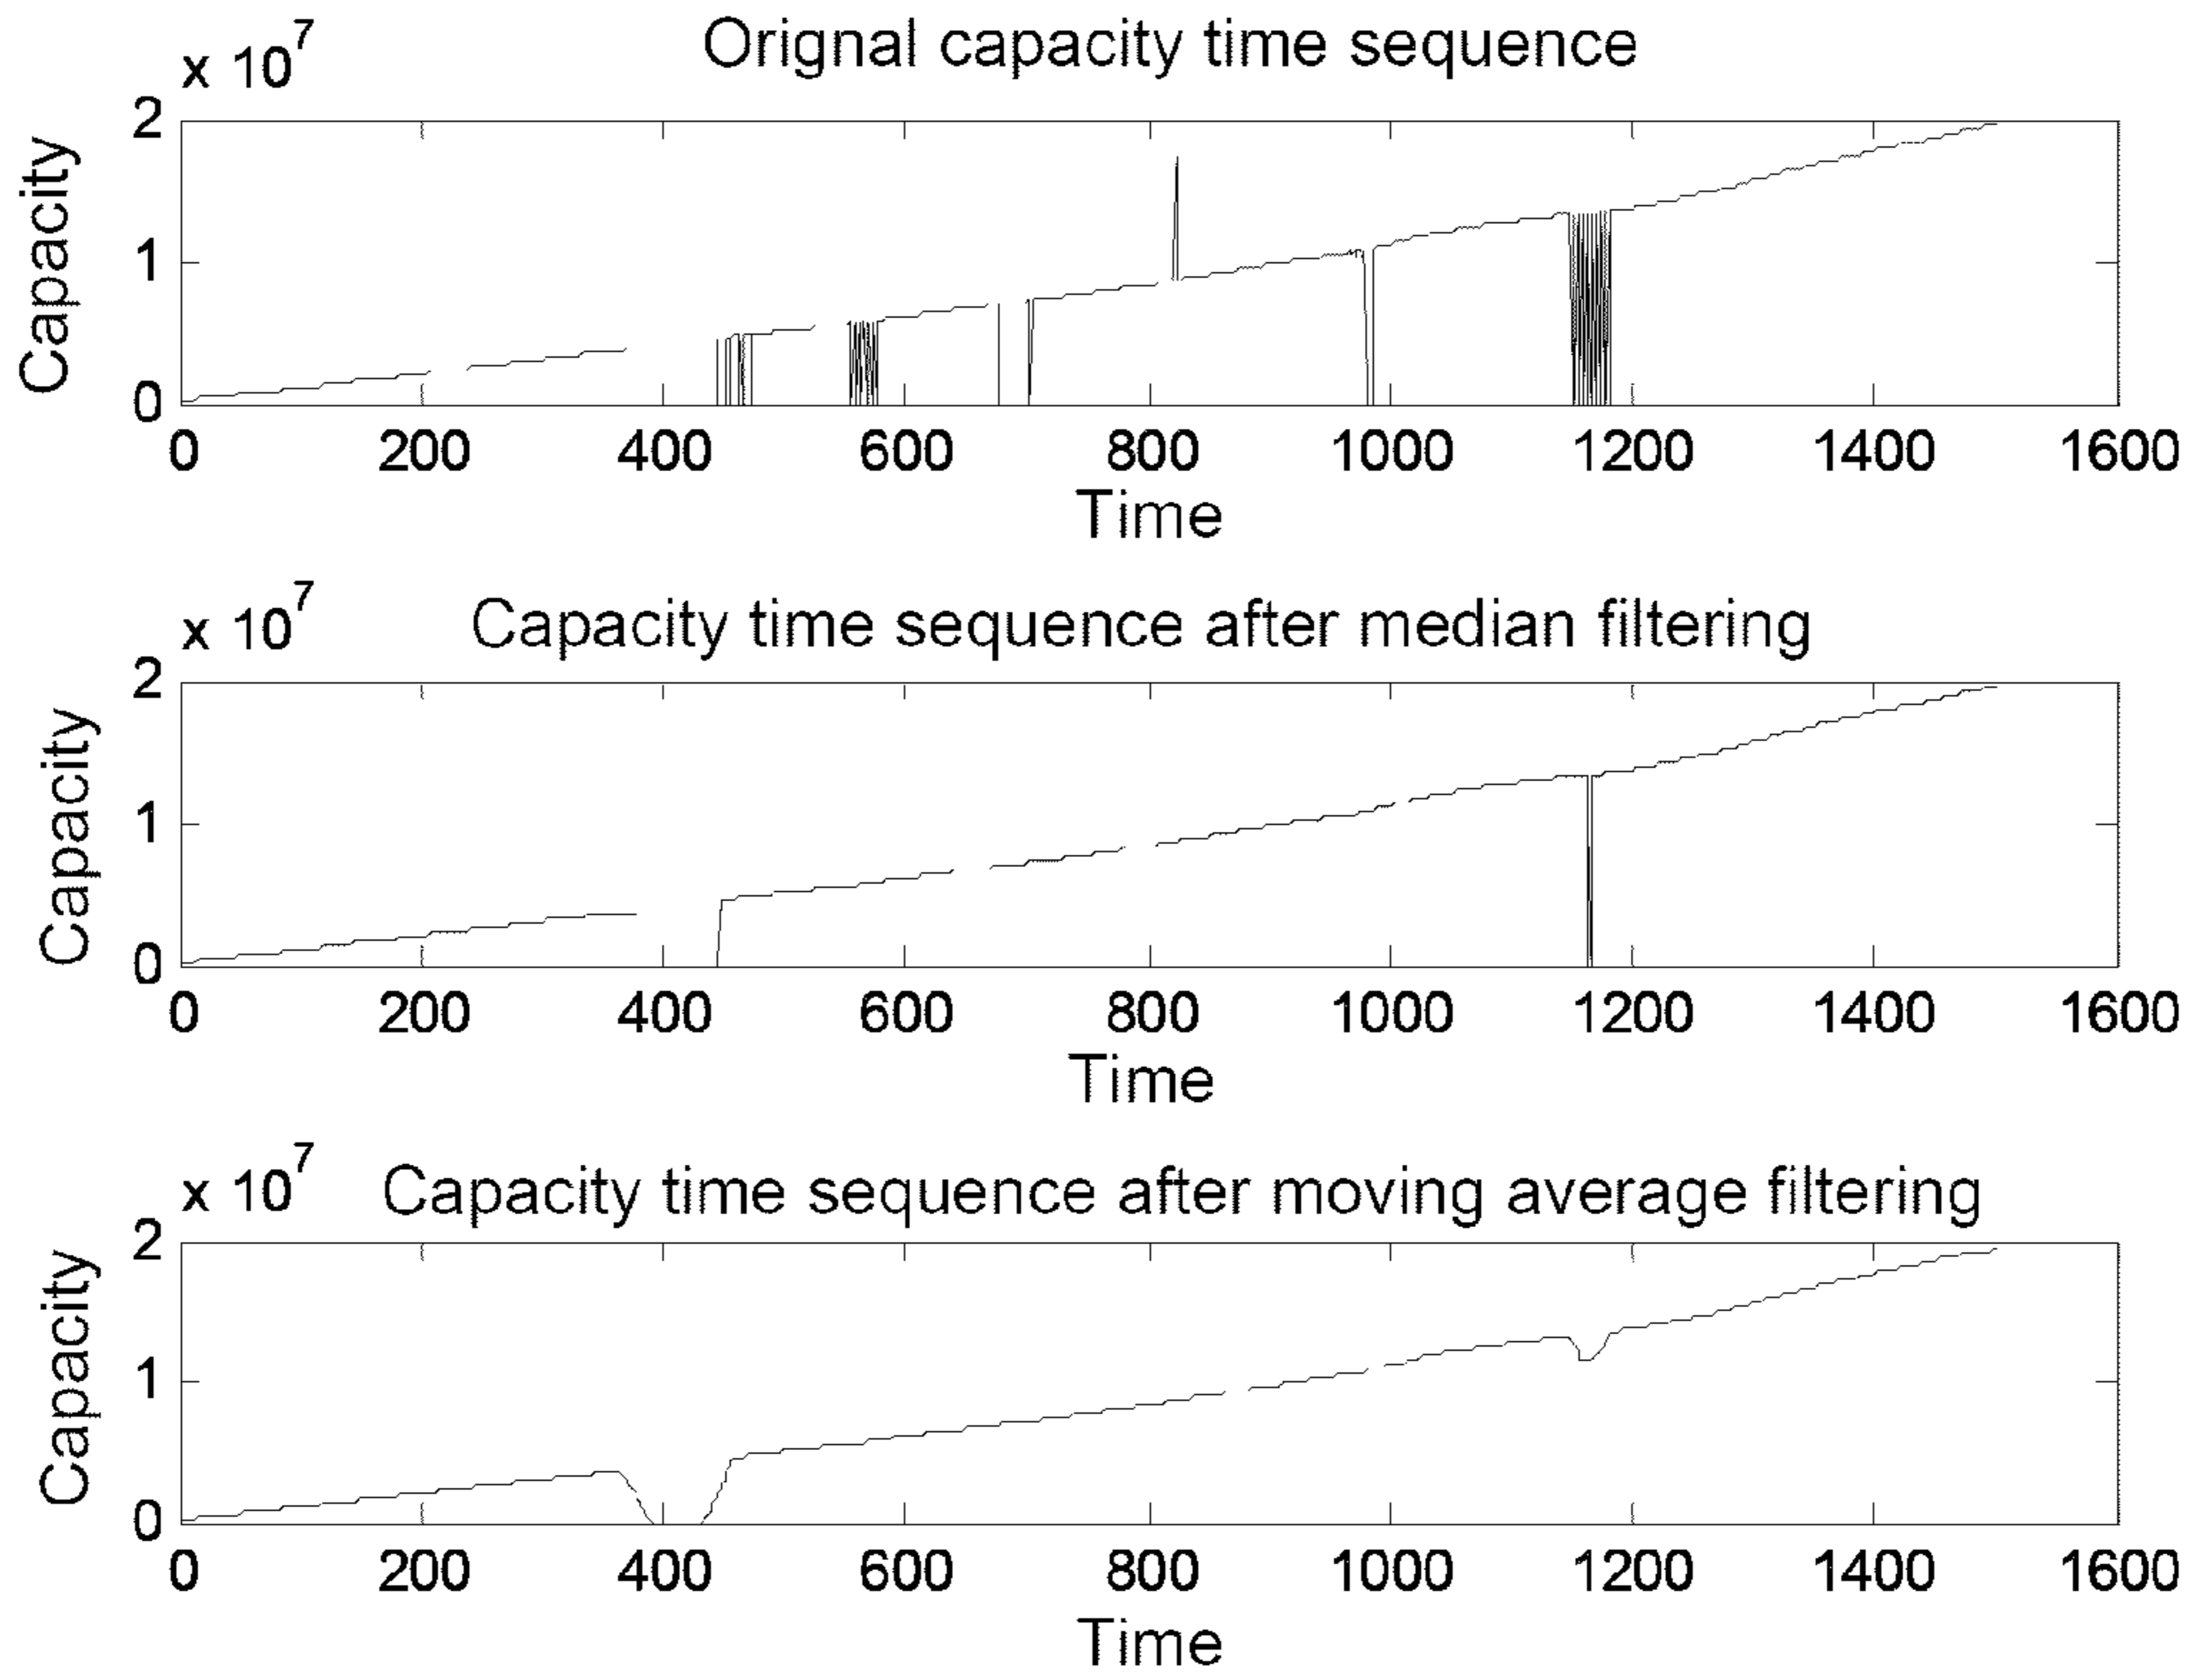 x 10^7
Orignal capacity time sequence
Capacity
2
1
0
0 200 400 600 800 1000 1200 1400 1600
Time
x 10^7
Capacity time sequence after median filtering
Capacity
2
1
0
0 200 400 600 800 1000 1200 1400 1600
Time
x 10^7
Capacity time sequence after moving average filtering
Capacity
2
1
0
0 200 400 600 800 1000 1200 1400 1600
Time